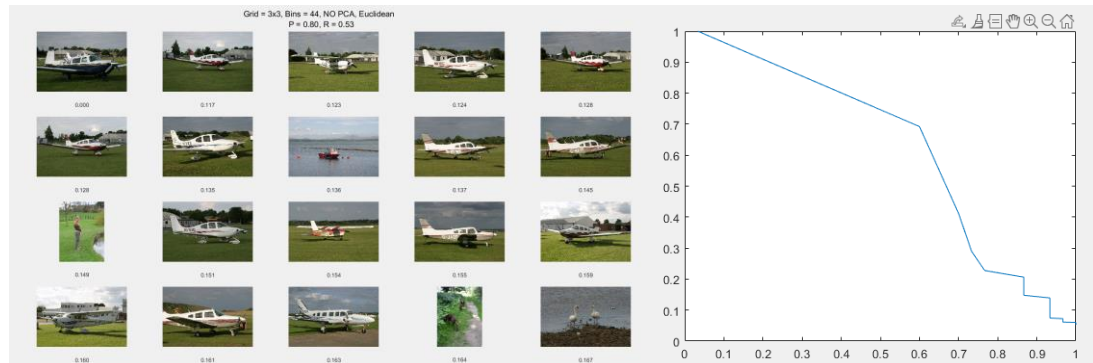 Grid = 3x3, Bins = 44, NO PCA, Euclidean
P = 0.80, R = 0.53
0.000 0.117 0.123 0.124 0.128
0.128 0.135 0.136 0.137 0.145
0.149 0.151 0.154 0.155 0.159
0.160 0.161 0.163 0.164 0.167
1
0.9
0.8
0.7
0.6
0.5
0.4
0.3
0.2
0.1
0
0 0.1 0.2 0.3 0.4 0.5 0.6 0.7 0.8 0.9 1